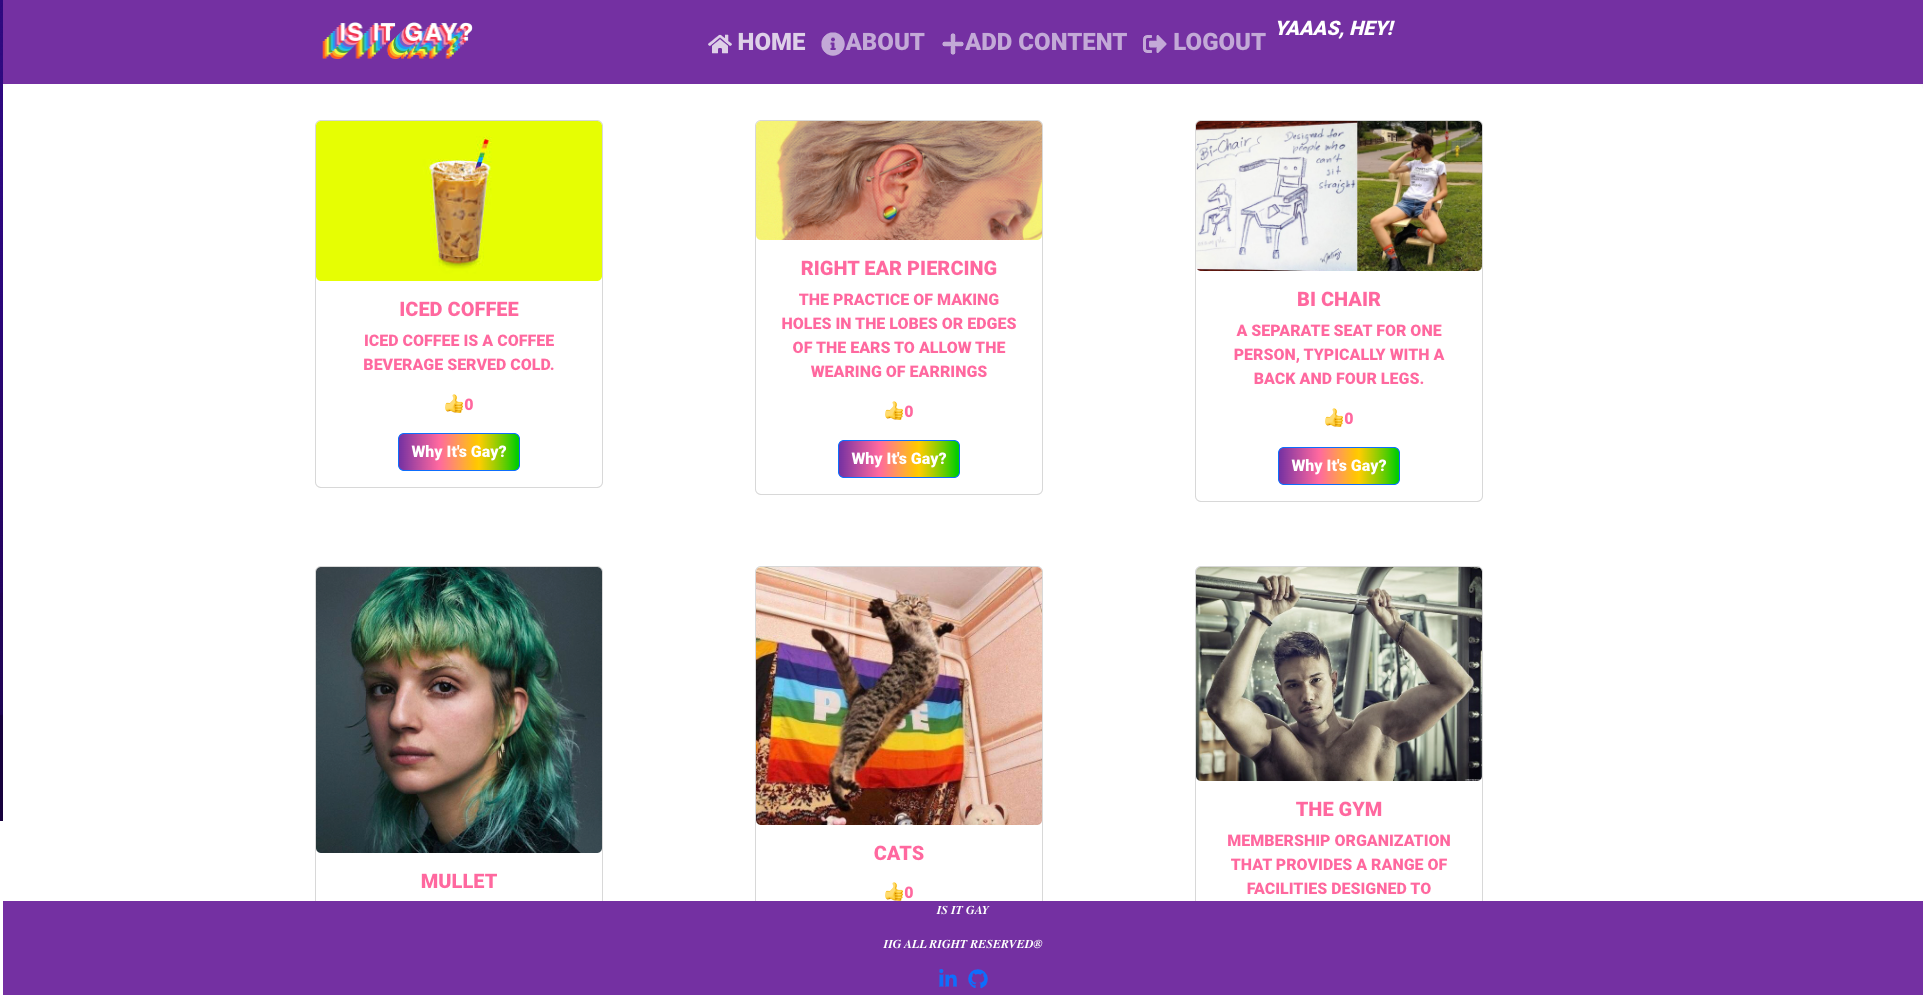 IS IT GAY?
HOME ABOUT ADD CONTENT LOGOUT YAAAS, HEY!
ICED COFFEE
ICED COFFEE IS A COFFEE
BEVERAGE SERVED COLD.
👍0
Why It's Gay?
RIGHT EAR PIERCING
THE PRACTICE OF MAKING
HOLES IN THE LOBES OR EDGES
OF THE EARS TO ALLOW THE
WEARING OF EARRINGS
👍0
Why It's Gay?
Bi-Chair
Designed for
people who
can't
sit
straight
BI CHAIR
A SEPARATE SEAT FOR ONE
PERSON, TYPICALLY WITH A
BACK AND FOUR LEGS.
👍0
Why It's Gay?
MULLET
CATS
👍0
THE GYM
MEMBERSHIP ORGANIZATION
THAT PROVIDES A RANGE OF
FACILITIES DESIGNED TO
IS IT GAY
IIG ALL RIGHT RESERVED®